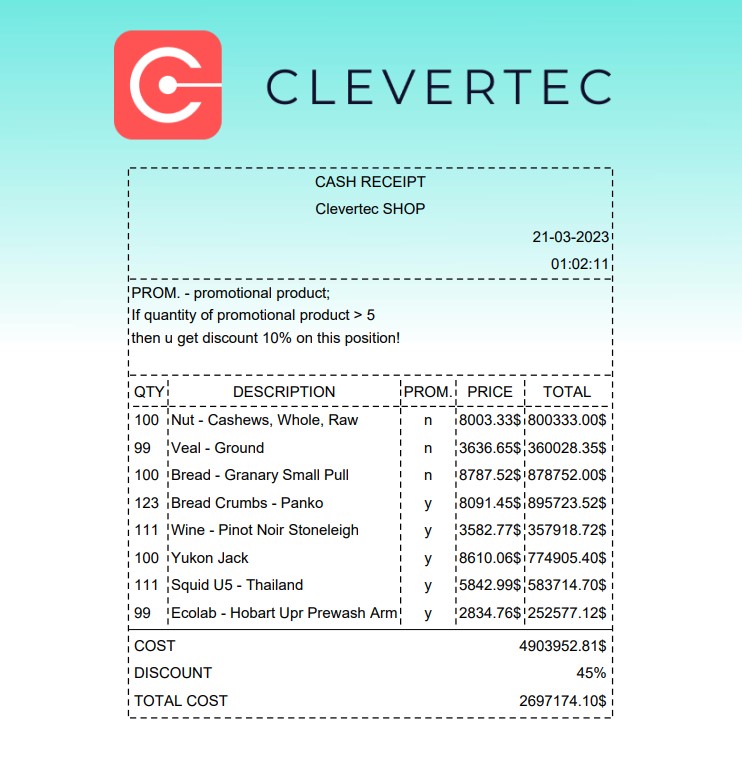 CLEVERTEC
CASH RECEIPT
Clevertec SHOP
21-03-2023
01:02:11
PROM. - promotional product;
If quantity of promotional product > 5
then u get discount 10% on this position!
QTY DESCRIPTION PROM. PRICE TOTAL
100 Nut - Cashews, Whole, Raw n 8003.33$ 800333.00$
99 Veal - Ground n 3636.65$ 360028.35$
100 Bread - Granary Small Pull n 8787.52$ 878752.00$
123 Bread Crumbs - Panko y 8091.45$ 895723.52$
111 Wine - Pinot Noir Stoneleigh y 3582.77$ 357918.72$
100 Yukon Jack y 8610.06$ 774905.40$
111 Squid U5 - Thailand y 5842.99$ 583714.70$
99 Ecolab - Hobart Upr Prewash Arm y 2834.76$ 252577.12$
COST 4903952.81$
DISCOUNT 45%
TOTAL COST 2697174.10$